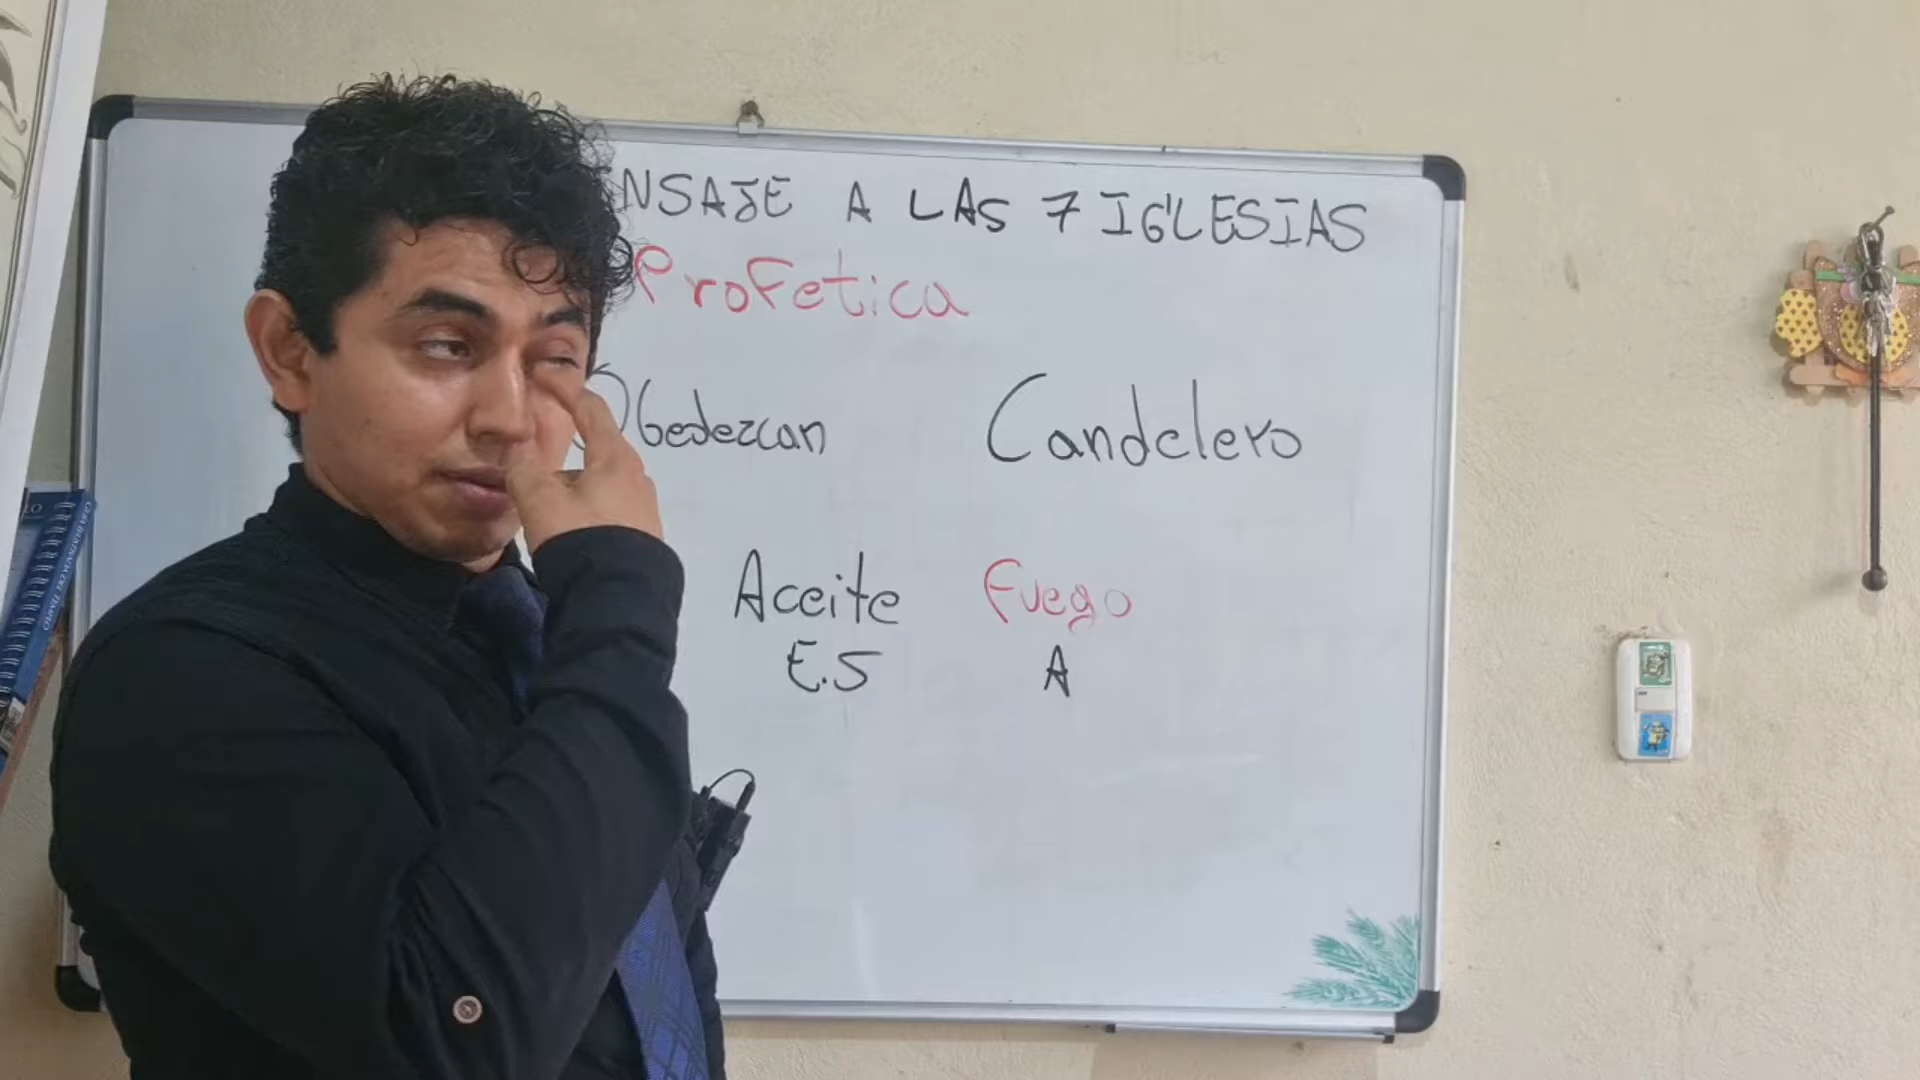 NSAJE A LAS 7 IGLESIAS
Profetica
Obedezcan Candelero
Aceite Fuego
E.S A